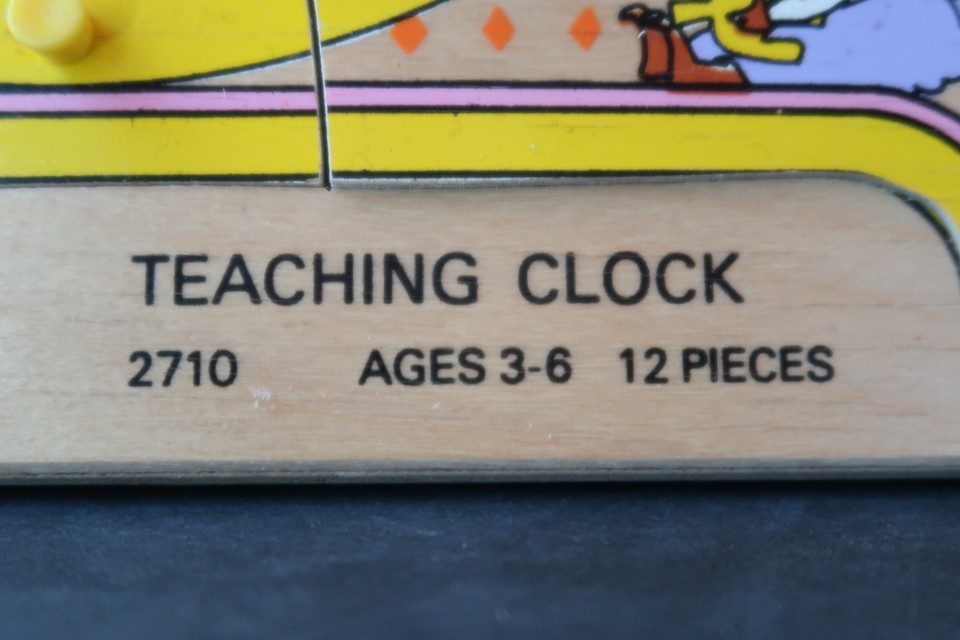 TEACHING CLOCK
2710 AGES 3-6 12 PIECES